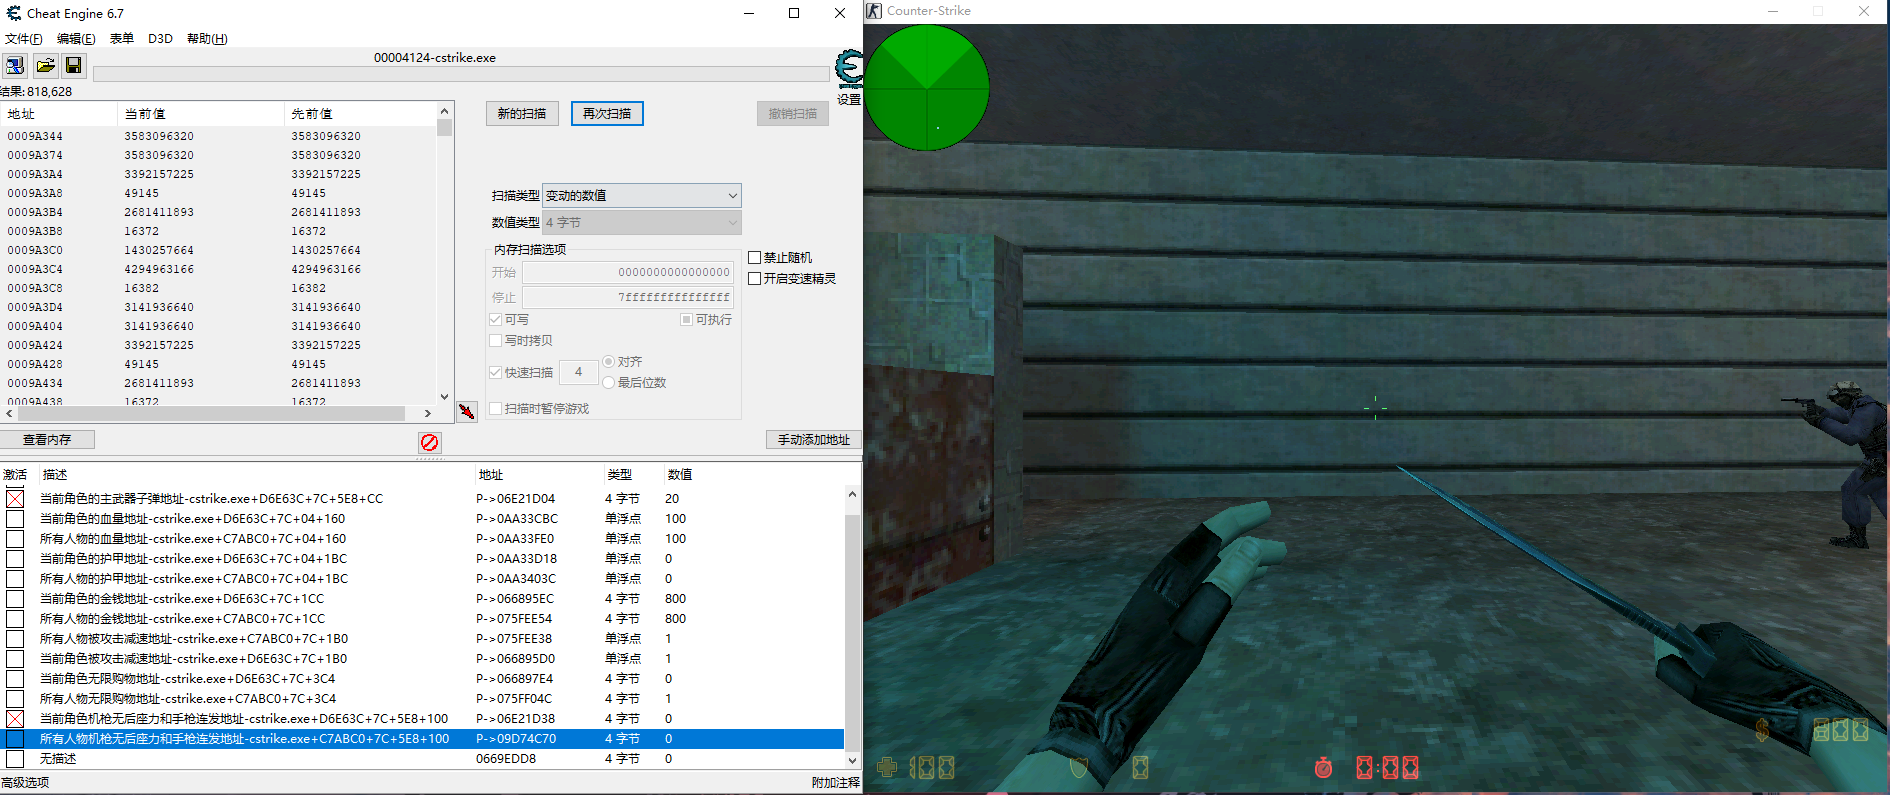 Cheat Engine 6.7
文件(F) 编辑(E) 表单 D3D 帮助(H)
00004124-cstrike.exe
设置
结果: 818,628
地址 当前值 先前值
0009A344 3583096320 3583096320
0009A374 3583096320 3583096320
0009A3A4 3392157225 3392157225
0009A3A8 49145 49145
0009A3B4 2681411893 2681411893
0009A3B8 16372 16372
0009A3C0 1430257664 1430257664
0009A3C4 4294963166 4294963166
0009A3C8 16382 16382
0009A3D4 3141936640 3141936640
0009A404 3141936640 3141936640
0009A424 3392157225 3392157225
0009A428 49145 49145
0009A434 2681411893 2681411893
0009A438 16372 16372
新的扫描 再次扫描 撤销扫描
扫描类型 变动的数值
数值类型 4 字节
内存扫描选项
开始 0000000000000000
停止 7fffffffffffffff
可写 可执行
写时拷贝
快速扫描 4 对齐
最后位数
扫描时暂停游戏
禁止随机
开启变速精灵
查看内存 手动添加地址
激活 描述 地址 类型 数值
当前角色的主武器子弹地址-cstrike.exe+D6E63C+7C+5E8+CC P->06E21D04 4 字节 20
当前角色的血量地址-cstrike.exe+D6E63C+7C+04+160 P->0AA33CBC 单浮点 100
所有人物的血量地址-cstrike.exe+C7ABC0+7C+04+160 P->0AA33FE0 单浮点 100
当前角色的护甲地址-cstrike.exe+D6E63C+7C+04+1BC P->0AA33D18 单浮点 0
所有人物的护甲地址-cstrike.exe+C7ABC0+7C+04+1BC P->0AA3403C 单浮点 0
当前角色的金钱地址-cstrike.exe+D6E63C+7C+1CC P->066895EC 4 字节 800
所有人物的金钱地址-cstrike.exe+C7ABC0+7C+1CC P->075FEE54 4 字节 800
所有人物被攻击减速地址-cstrike.exe+C7ABC0+7C+1B0 P->075FEE38 单浮点 1
当前角色被攻击减速地址-cstrike.exe+D6E63C+7C+1B0 P->066895D0 单浮点 1
当前角色无限购物地址-cstrike.exe+D6E63C+7C+3C4 P->066897E4 4 字节 0
所有人物无限购物地址-cstrike.exe+C7ABC0+7C+3C4 P->075FF04C 4 字节 1
当前角色机枪无后座力和手枪连发地址-cstrike.exe+D6E63C+7C+5E8+100 P->06E21D38 4 字节 0
所有人物机枪无后座力和手枪连发地址-cstrike.exe+C7ABC0+7C+5E8+100 P->09D74C70 4 字节 0
无描述 0669EDD8 4 字节 0
高级选项 附加注释
Counter-Strike
$ 800
100 0 0:00